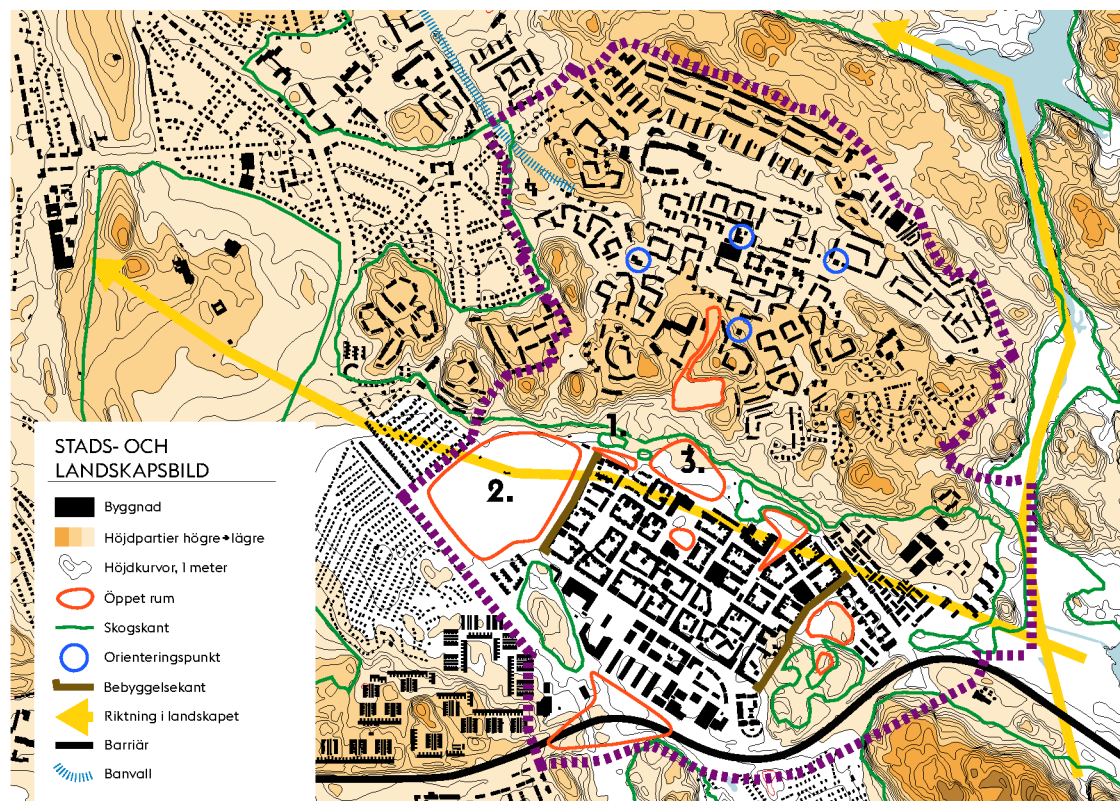 1.
2.
3.
STADS- OCH
LANDSKAPSBILD
Byggnad
Höjdpartier högre→lägre
Höjdkurvor, 1 meter
Öppet rum
Skogskant
Orienteringspunkt
Bebyggelsekant
Riktning i landskapet
Barriär
Banvall